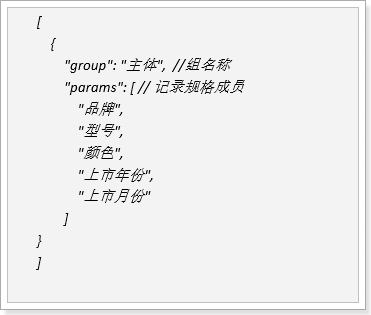 [
{
"group": "主体", //组名称
"params": [ // 记录规格成员
"品牌",
"型号",
"颜色",
"上市年份",
"上市月份"
]
}
]